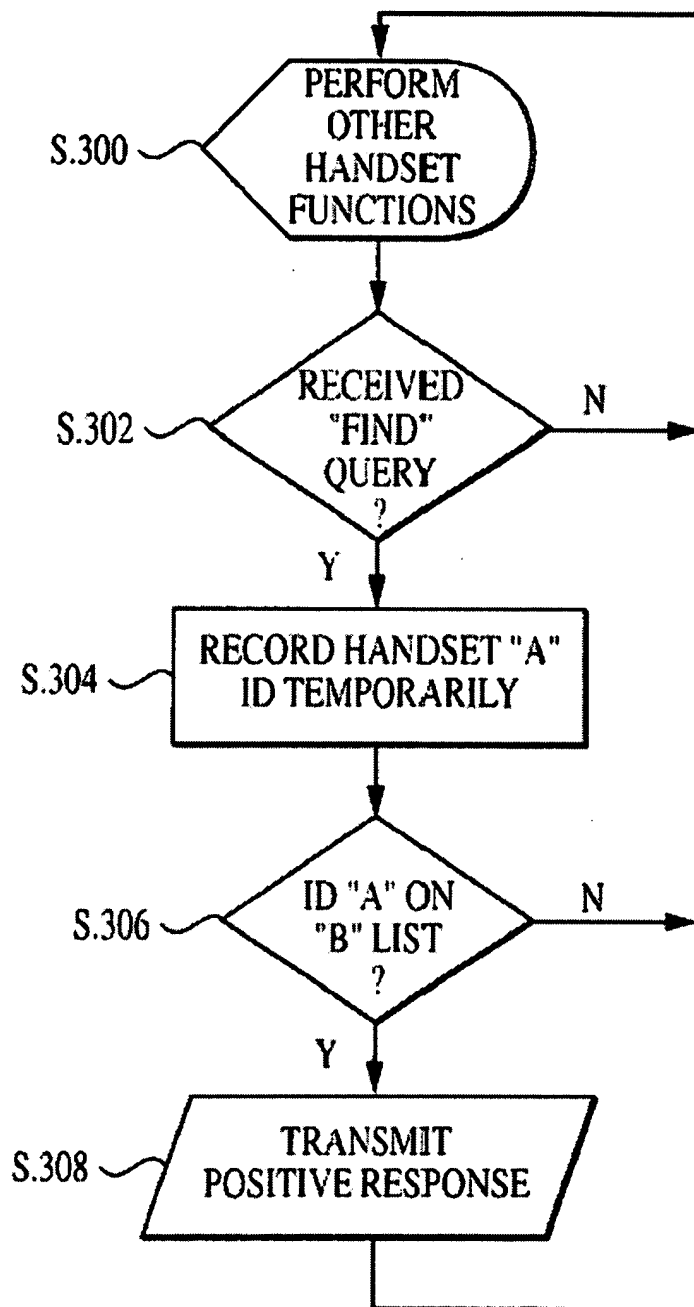 PERFORM
OTHER
HANDSET
FUNCTIONS
S.300
RECEIVED
"FIND"
QUERY
?
S.302
N
Y
RECORD HANDSET "A"
ID TEMPORARILY
S.304
ID "A" ON
"B" LIST
?
S.306
N
Y
TRANSMIT
POSITIVE RESPONSE
S.308